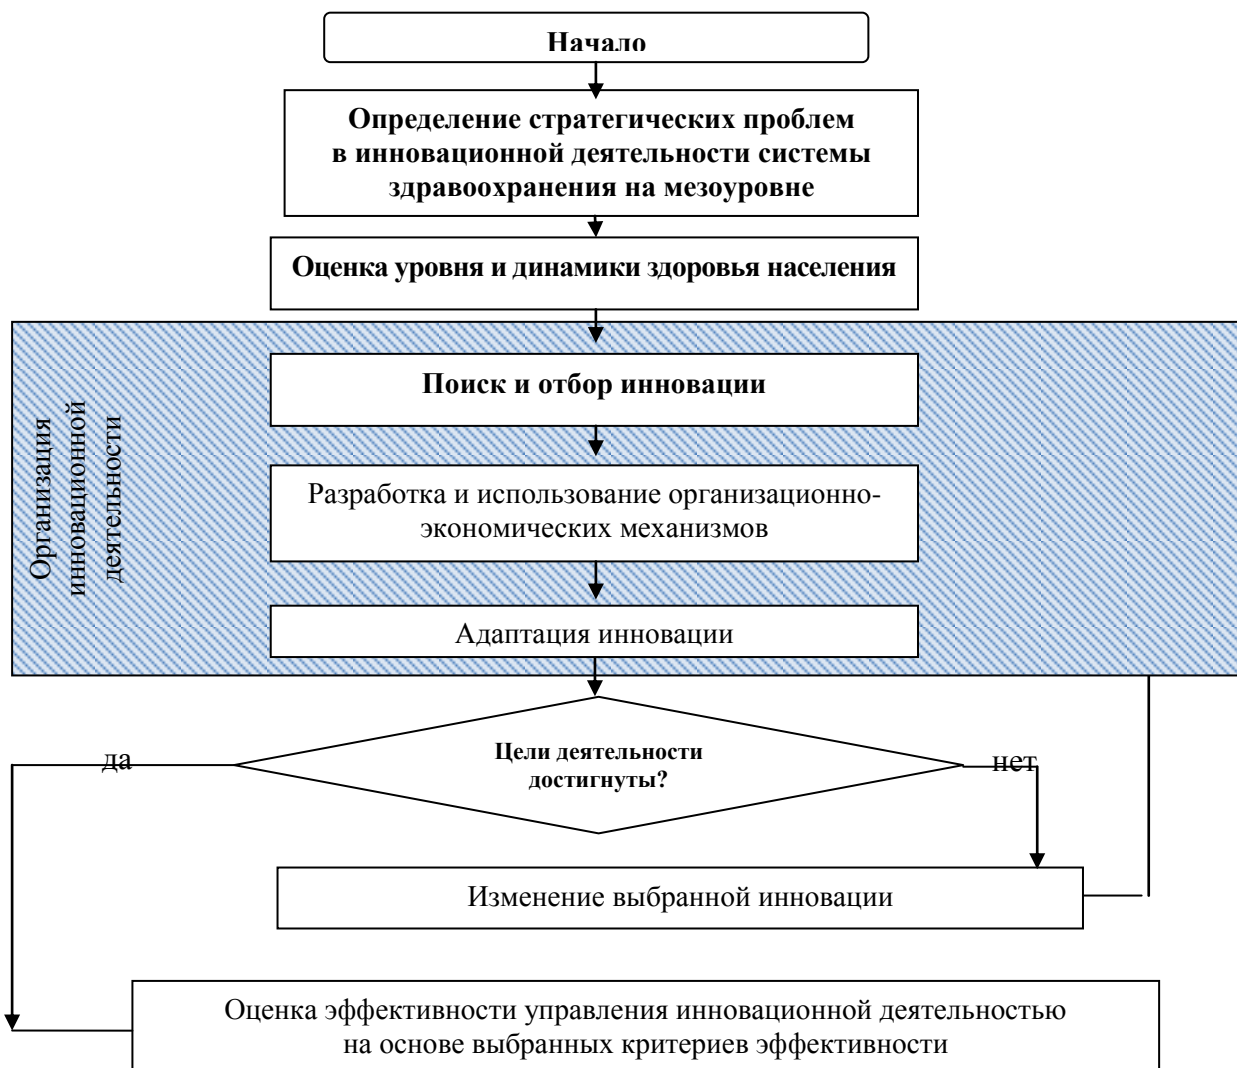 Начало
Определение стратегических проблем
в инновационной деятельности системы
здравоохранения на мезоуровне
Оценка уровня и динамики здоровья населения
Организация
инновационной
деятельности
Поиск и отбор инновации
Разработка и использование организационно-
экономических механизмов
Адаптация инновации
Цели деятельности
достигнуты?
да
нет
Изменение выбранной инновации
Оценка эффективности управления инновационной деятельностью
на основе выбранных критериев эффективности